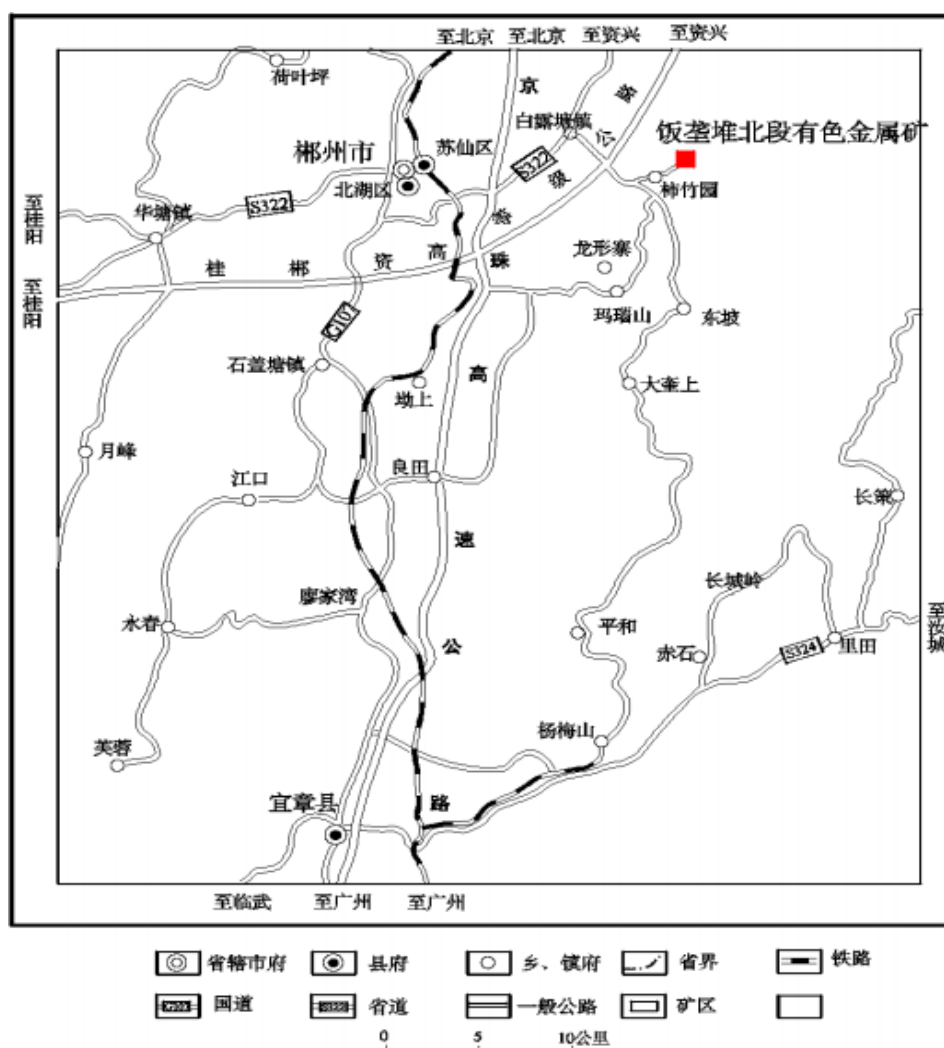 至北京 至北京 至资兴 至资兴
荷叶坪
京
白露塘镇
路
公
级
饭垄堆北段有色金属矿
郴州市
苏仙区
北湖区
S322
S322
柿竹园
至桂阳
华塘镇
至桂阳
桂 郴 资 高
珠
龙形寨
玛瑙山
东坡
G107
石盖塘镇
坳上
高
大奎上
月峰
江口
良田
长策
速
廖家湾
长城岭
永春
平和
赤石
S324
里田
至汝城
公
芙蓉
杨梅山
宜章县
路
至临武 至广州 至广州
省辖市府 县府 乡、镇府 省界 铁路
国道 省道 一般公路 矿区
0 5 10公里